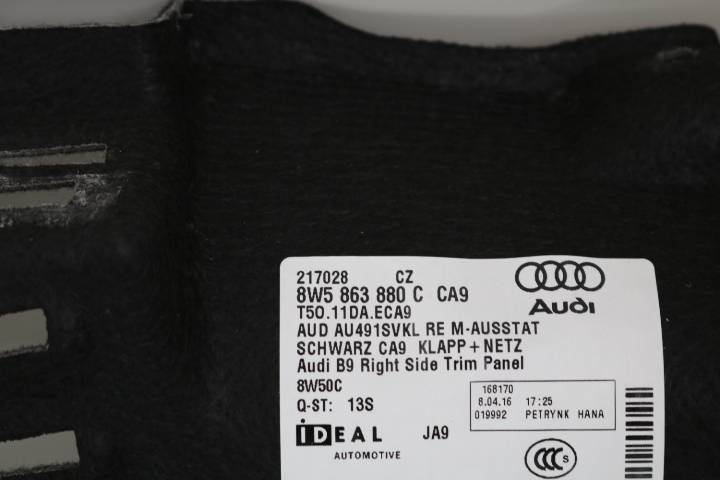 217028 CZ
8W5 863 880 C CA9
T50.11DA.ECA9
Audi
AUD AU491SVKL RE M-AUSSTAT
SCHWARZ CA9 KLAPP+NETZ
Audi B9 Right Side Trim Panel
8W50C
Q-ST: 13S
168170
8.04.16 17:25
019992 PETRYNK HANA
IDEAL JA9
AUTOMOTIVE
CCC S